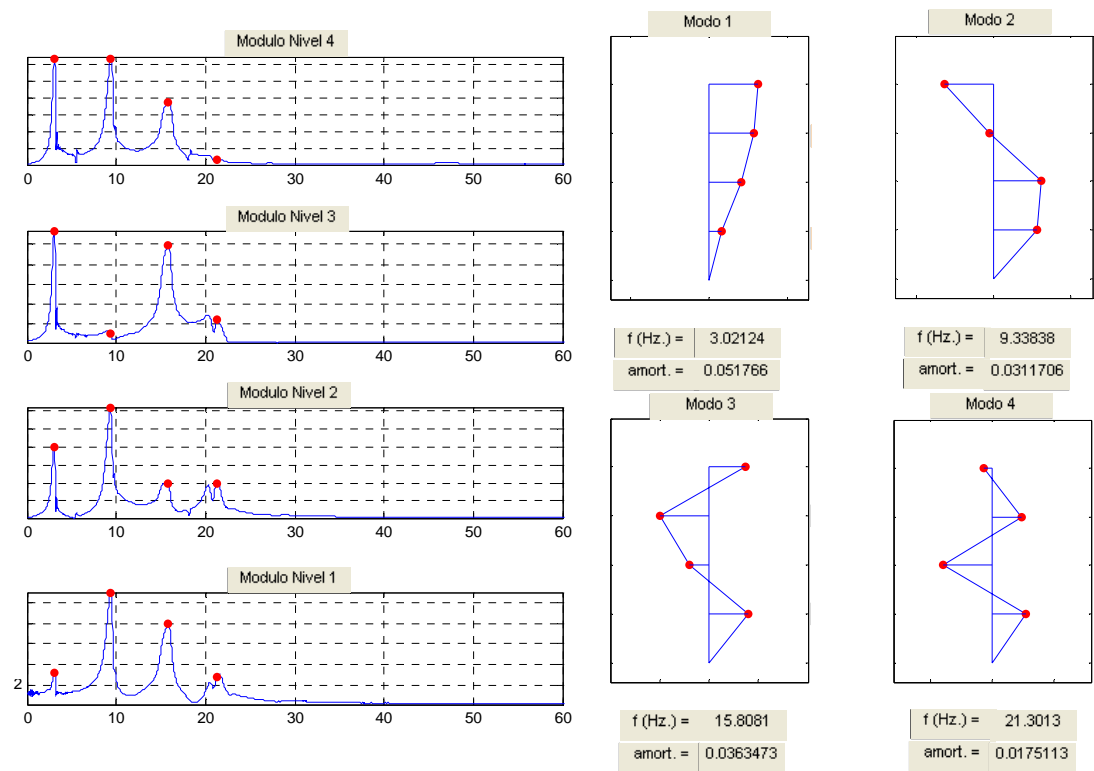 Modulo Nivel 4
0 10 20 30 40 50 60
Modulo Nivel 3
0 10 20 30 40 50 60
Modulo Nivel 2
0 10 20 30 40 50 60
Modulo Nivel 1
2
0 10 20 30 40 50 60
Modo 1
f (Hz.) = 3.02124
amort. = 0.051766
Modo 2
f (Hz.) = 9.33838
amort. = 0.0311706
Modo 3
f (Hz.) = 15.8081
amort. = 0.0363473
Modo 4
f (Hz.) = 21.3013
amort. = 0.0175113